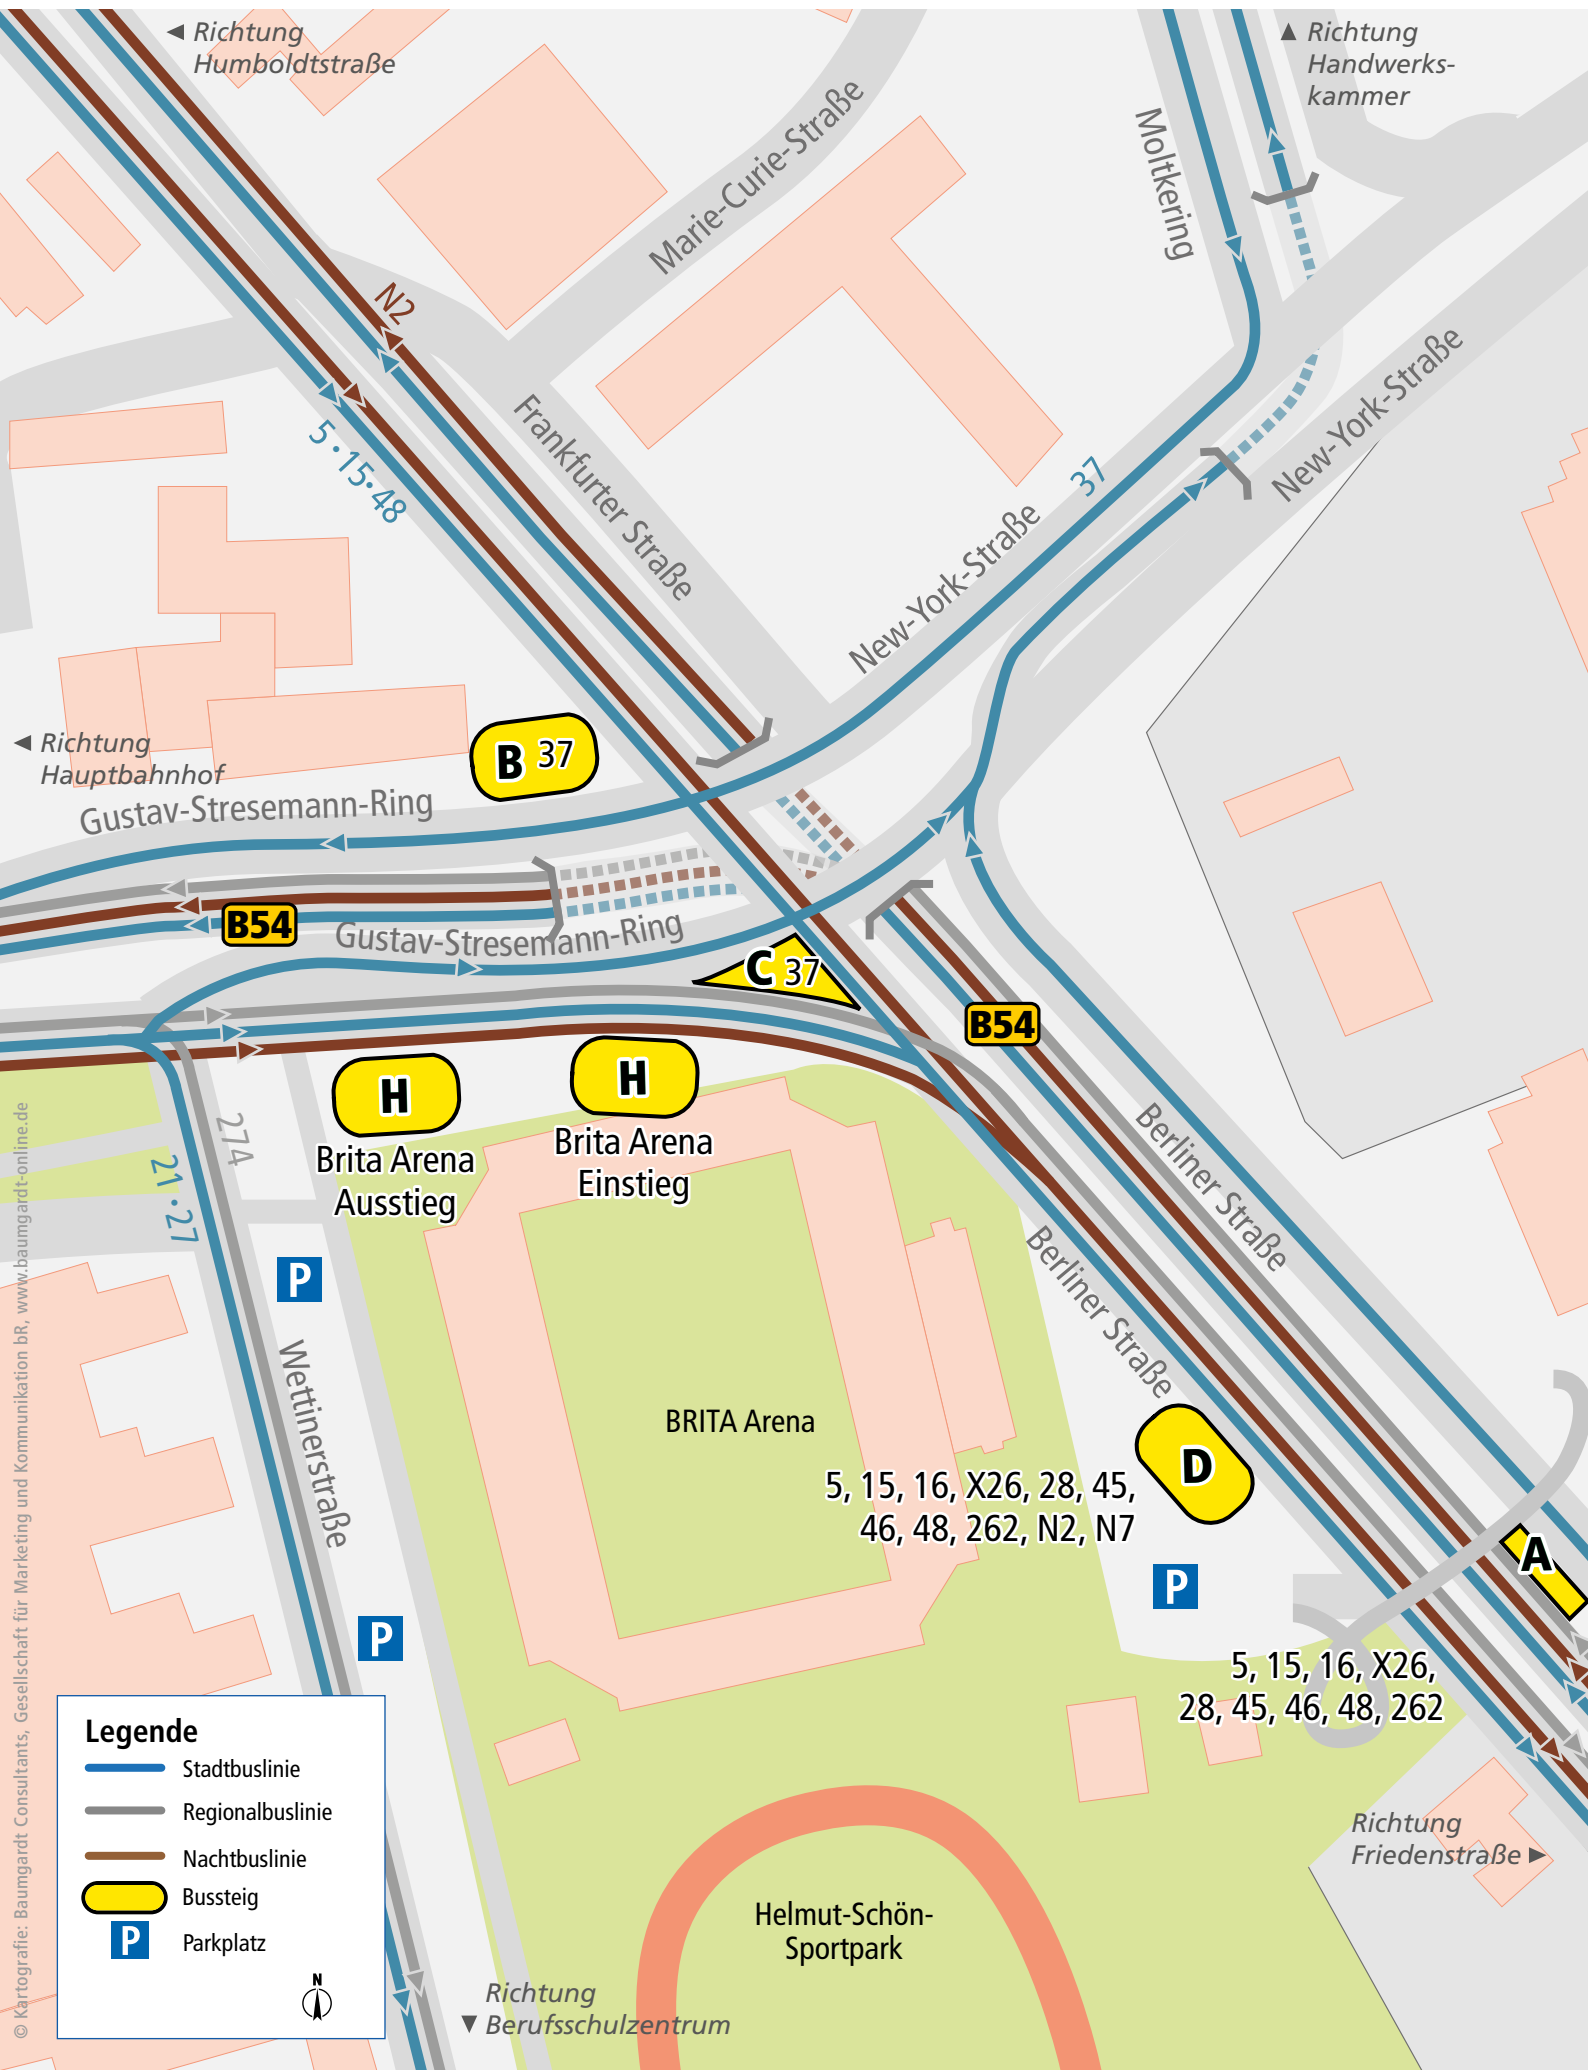 Richtung
Humboldtstraße
Richtung
Handwerks-
kammer
Marie-Curie-Straße
Moltkering
N2
5 • 15 • 48
Frankfurter Straße
New-York-Straße
37
New-York-Straße
B 37
Richtung
Hauptbahnhof
Gustav-Stresemann-Ring
B54
Gustav-Stresemann-Ring
C 37
B54
H
Brita Arena
Ausstieg
H
Brita Arena
Einstieg
274
21 • 27
Berliner Straße
Berliner Straße
P
Wettinerstraße
BRITA Arena
D
5, 15, 16, X26, 28, 45,
46, 48, 262, N2, N7
P
A
5, 15, 16, X26,
28, 45, 46, 48, 262
P
Legende
Stadtbuslinie
Regionalbuslinie
Nachtbuslinie
Bussteig
P Parkplatz
N
Richtung
Friedenstraße
Helmut-Schön-
Sportpark
Richtung
Berufsschulzentrum
© Kartografie: Baumgardt Consultants, Gesellschaft für Marketing und Kommunikation bR, www.baumgardt-online.de